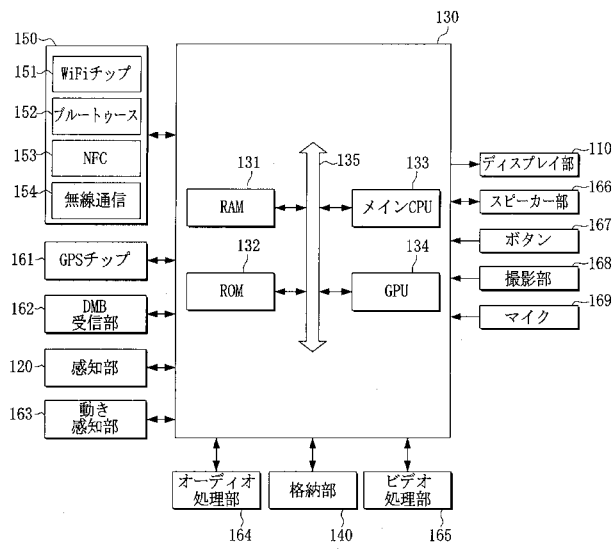 150
130
151
WiFiチップ
152
ブルートゥース
153
NFC
154
無線通信
131
RAM
135
133
メインCPU
132
ROM
134
GPU
110
ディスプレイ部
166
スピーカー部
167
ボタン
168
撮影部
169
マイク
161
GPSチップ
162
DMB
受信部
120
感知部
163
動き
感知部
オーディオ
処理部
164
格納部
140
ビデオ
処理部
165